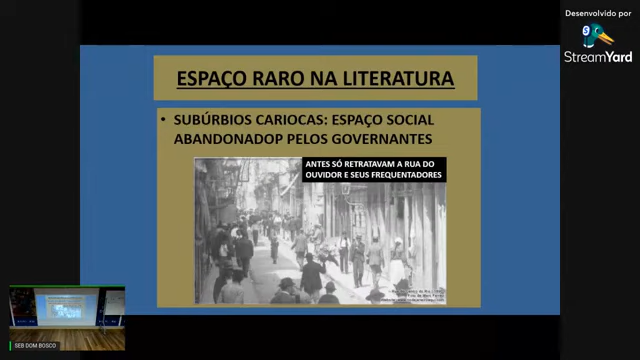 Desenvolvido por
StreamYard
ESPAÇO RARO NA LITERATURA
• SUBÚRBIOS CARIOCAS: ESPAÇO SOCIAL
ABANDONADOP PELOS GOVERNANTES
ANTES SÓ RETRATAVAM A RUA DO
OUVIDOR E SEUS FREQUENTADORES
SEB DOM BOSCO